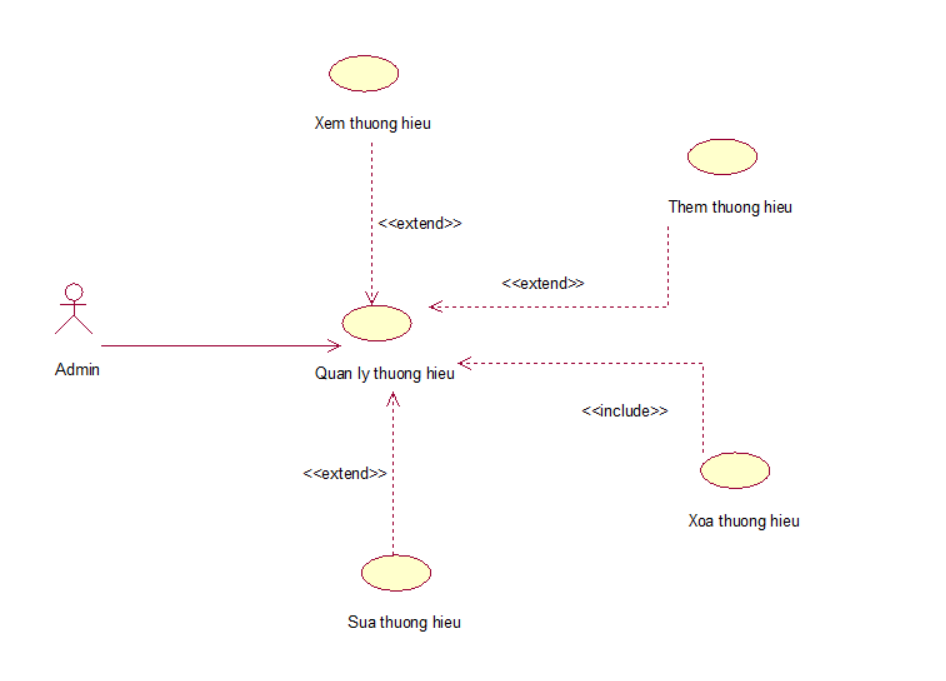 Xem thuong hieu
Them thuong hieu
<<extend>>
<<extend>>
Admin
Quan ly thuong hieu
<<include>>
<<extend>>
Xoa thuong hieu
Sua thuong hieu